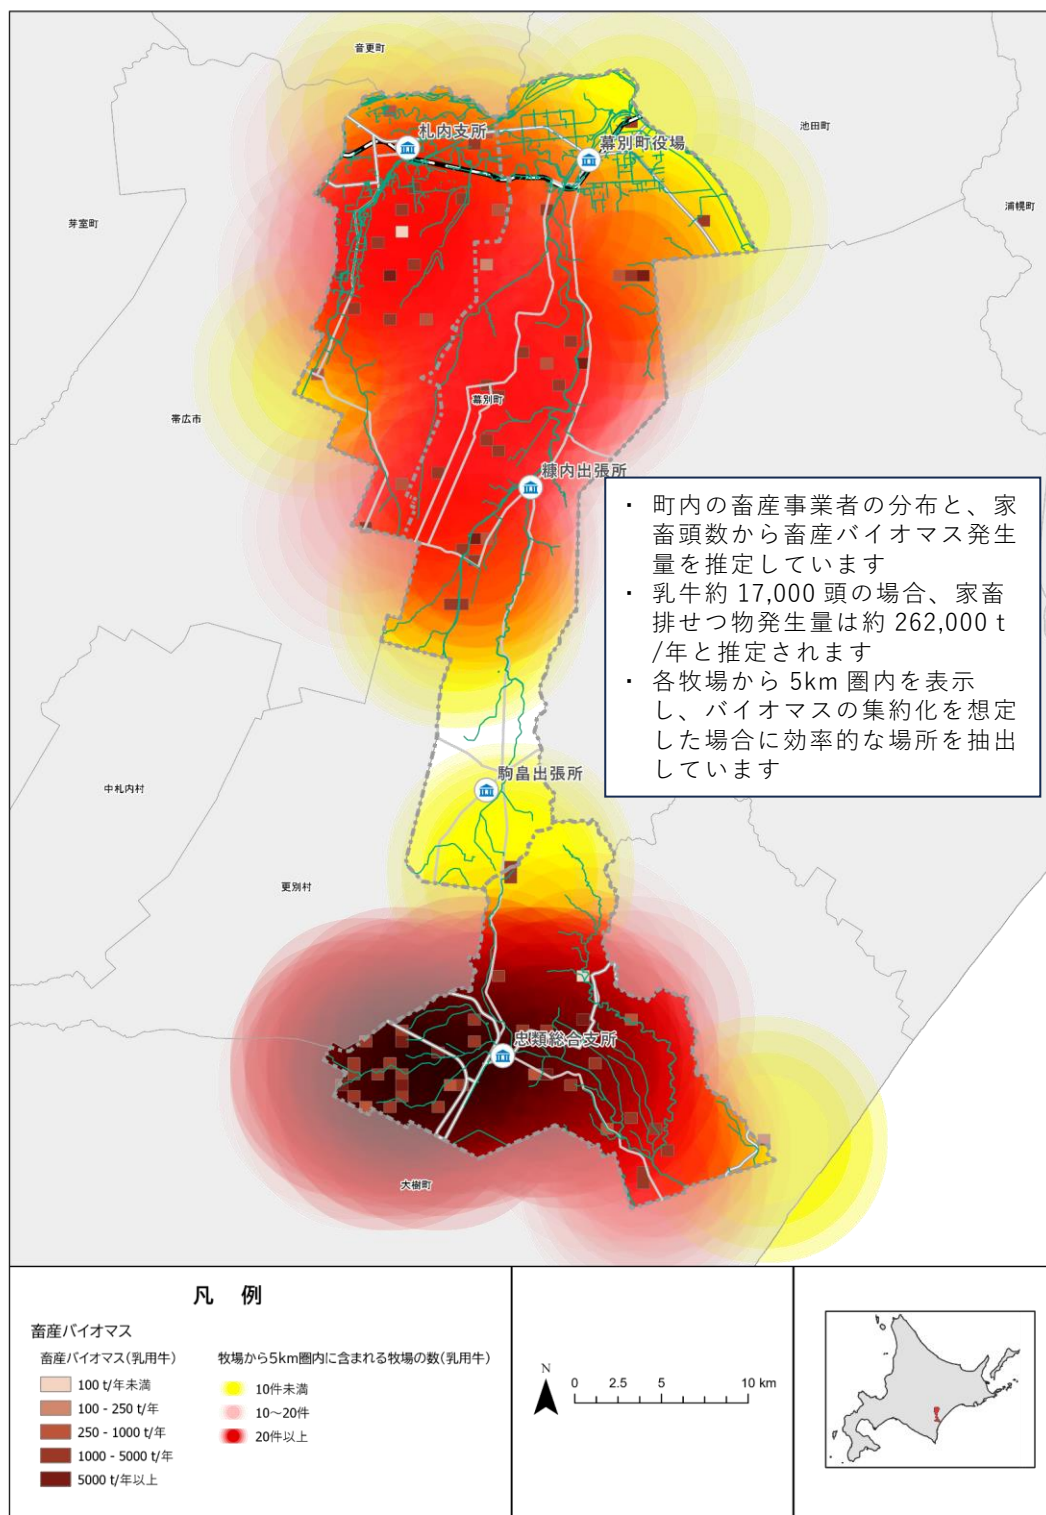 音更町
札内支所
幕別町役場
池田町
浦幌町
芽室町
帯広市
幕別町
糠内出張所
・ 町内の畜産事業者の分布と、家
畜頭数から畜産バイオマス発生
量を推定しています
・ 乳牛約 17,000 頭の場合、家畜
排せつ物発生量は約 262,000 t
/年と推定されます
・ 各牧場から 5km 圏内を表示
し、バイオマスの集約化を想定
した場合に効率的な場所を抽出
しています
駒畠出張所
中札内村
更別村
忠類総合支所
大樹町
凡 例
畜産バイオマス
畜産バイオマス(乳用牛)
100 t/年未満
100 - 250 t/年
250 - 1000 t/年
1000 - 5000 t/年
5000 t/年以上
牧場から5km圏内に含まれる牧場の数(乳用牛)
10件未満
10～20件
20件以上
N
0 2.5 5 10 km